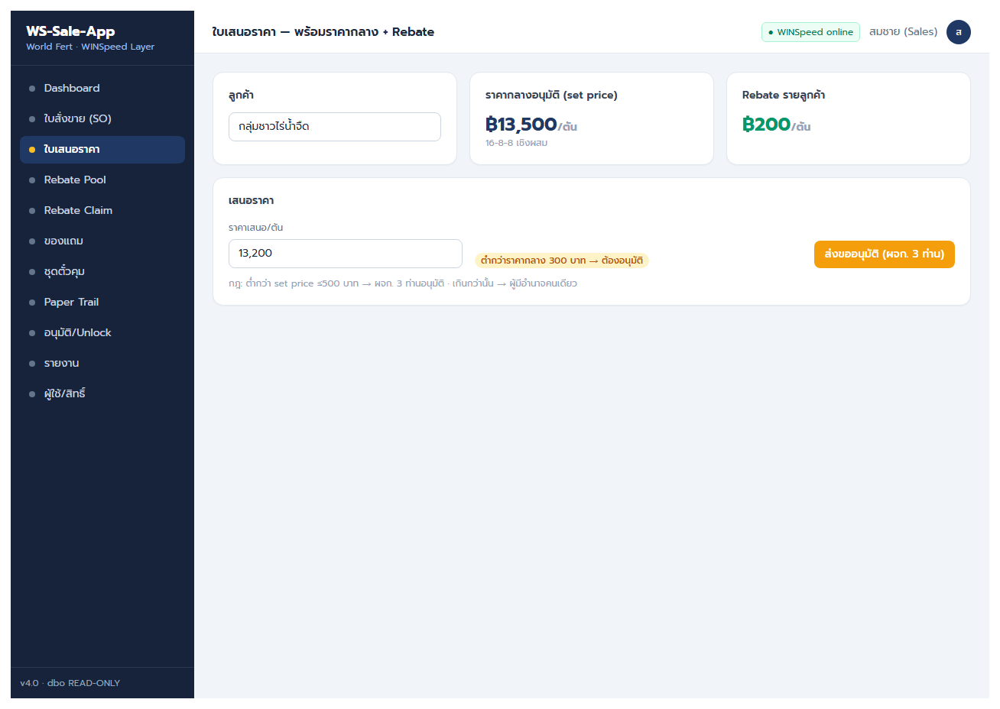 WS-Sale-App
World Fert · WINSpeed Layer
Dashboard
ใบสั่งขาย (SO)
ใบเสนอราคา
Rebate Pool
Rebate Claim
ของแถม
ชุดตั๋วคุม
Paper Trail
อนุมัติ/Unlock
รายงาน
ผู้ใช้/สิทธิ์
v4.0 · dbo READ-ONLY
ใบเสนอราคา — พร้อมราคากลาง + Rebate
● WINSpeed online
สมชาย (Sales)
ส
ลูกค้า
กลุ่มชาวไร่น้ำจืด
ราคากลางอนุมัติ (set price)
฿13,500/ตัน
16-8-8 เชิงผสม
Rebate รายลูกค้า
฿200/ตัน
เสนอราคา
ราคาเสนอ/ตัน
13,200
ต่ำกว่าราคากลาง 300 บาท → ต้องอนุมัติ
ส่งขออนุมัติ (ผจก. 3 ท่าน)
กฎ: ต่ำกว่า set price ≤500 บาท → ผจก. 3 ท่านอนุมัติ · เกินกว่านั้น → ผู้มีอำนาจคนเดียว